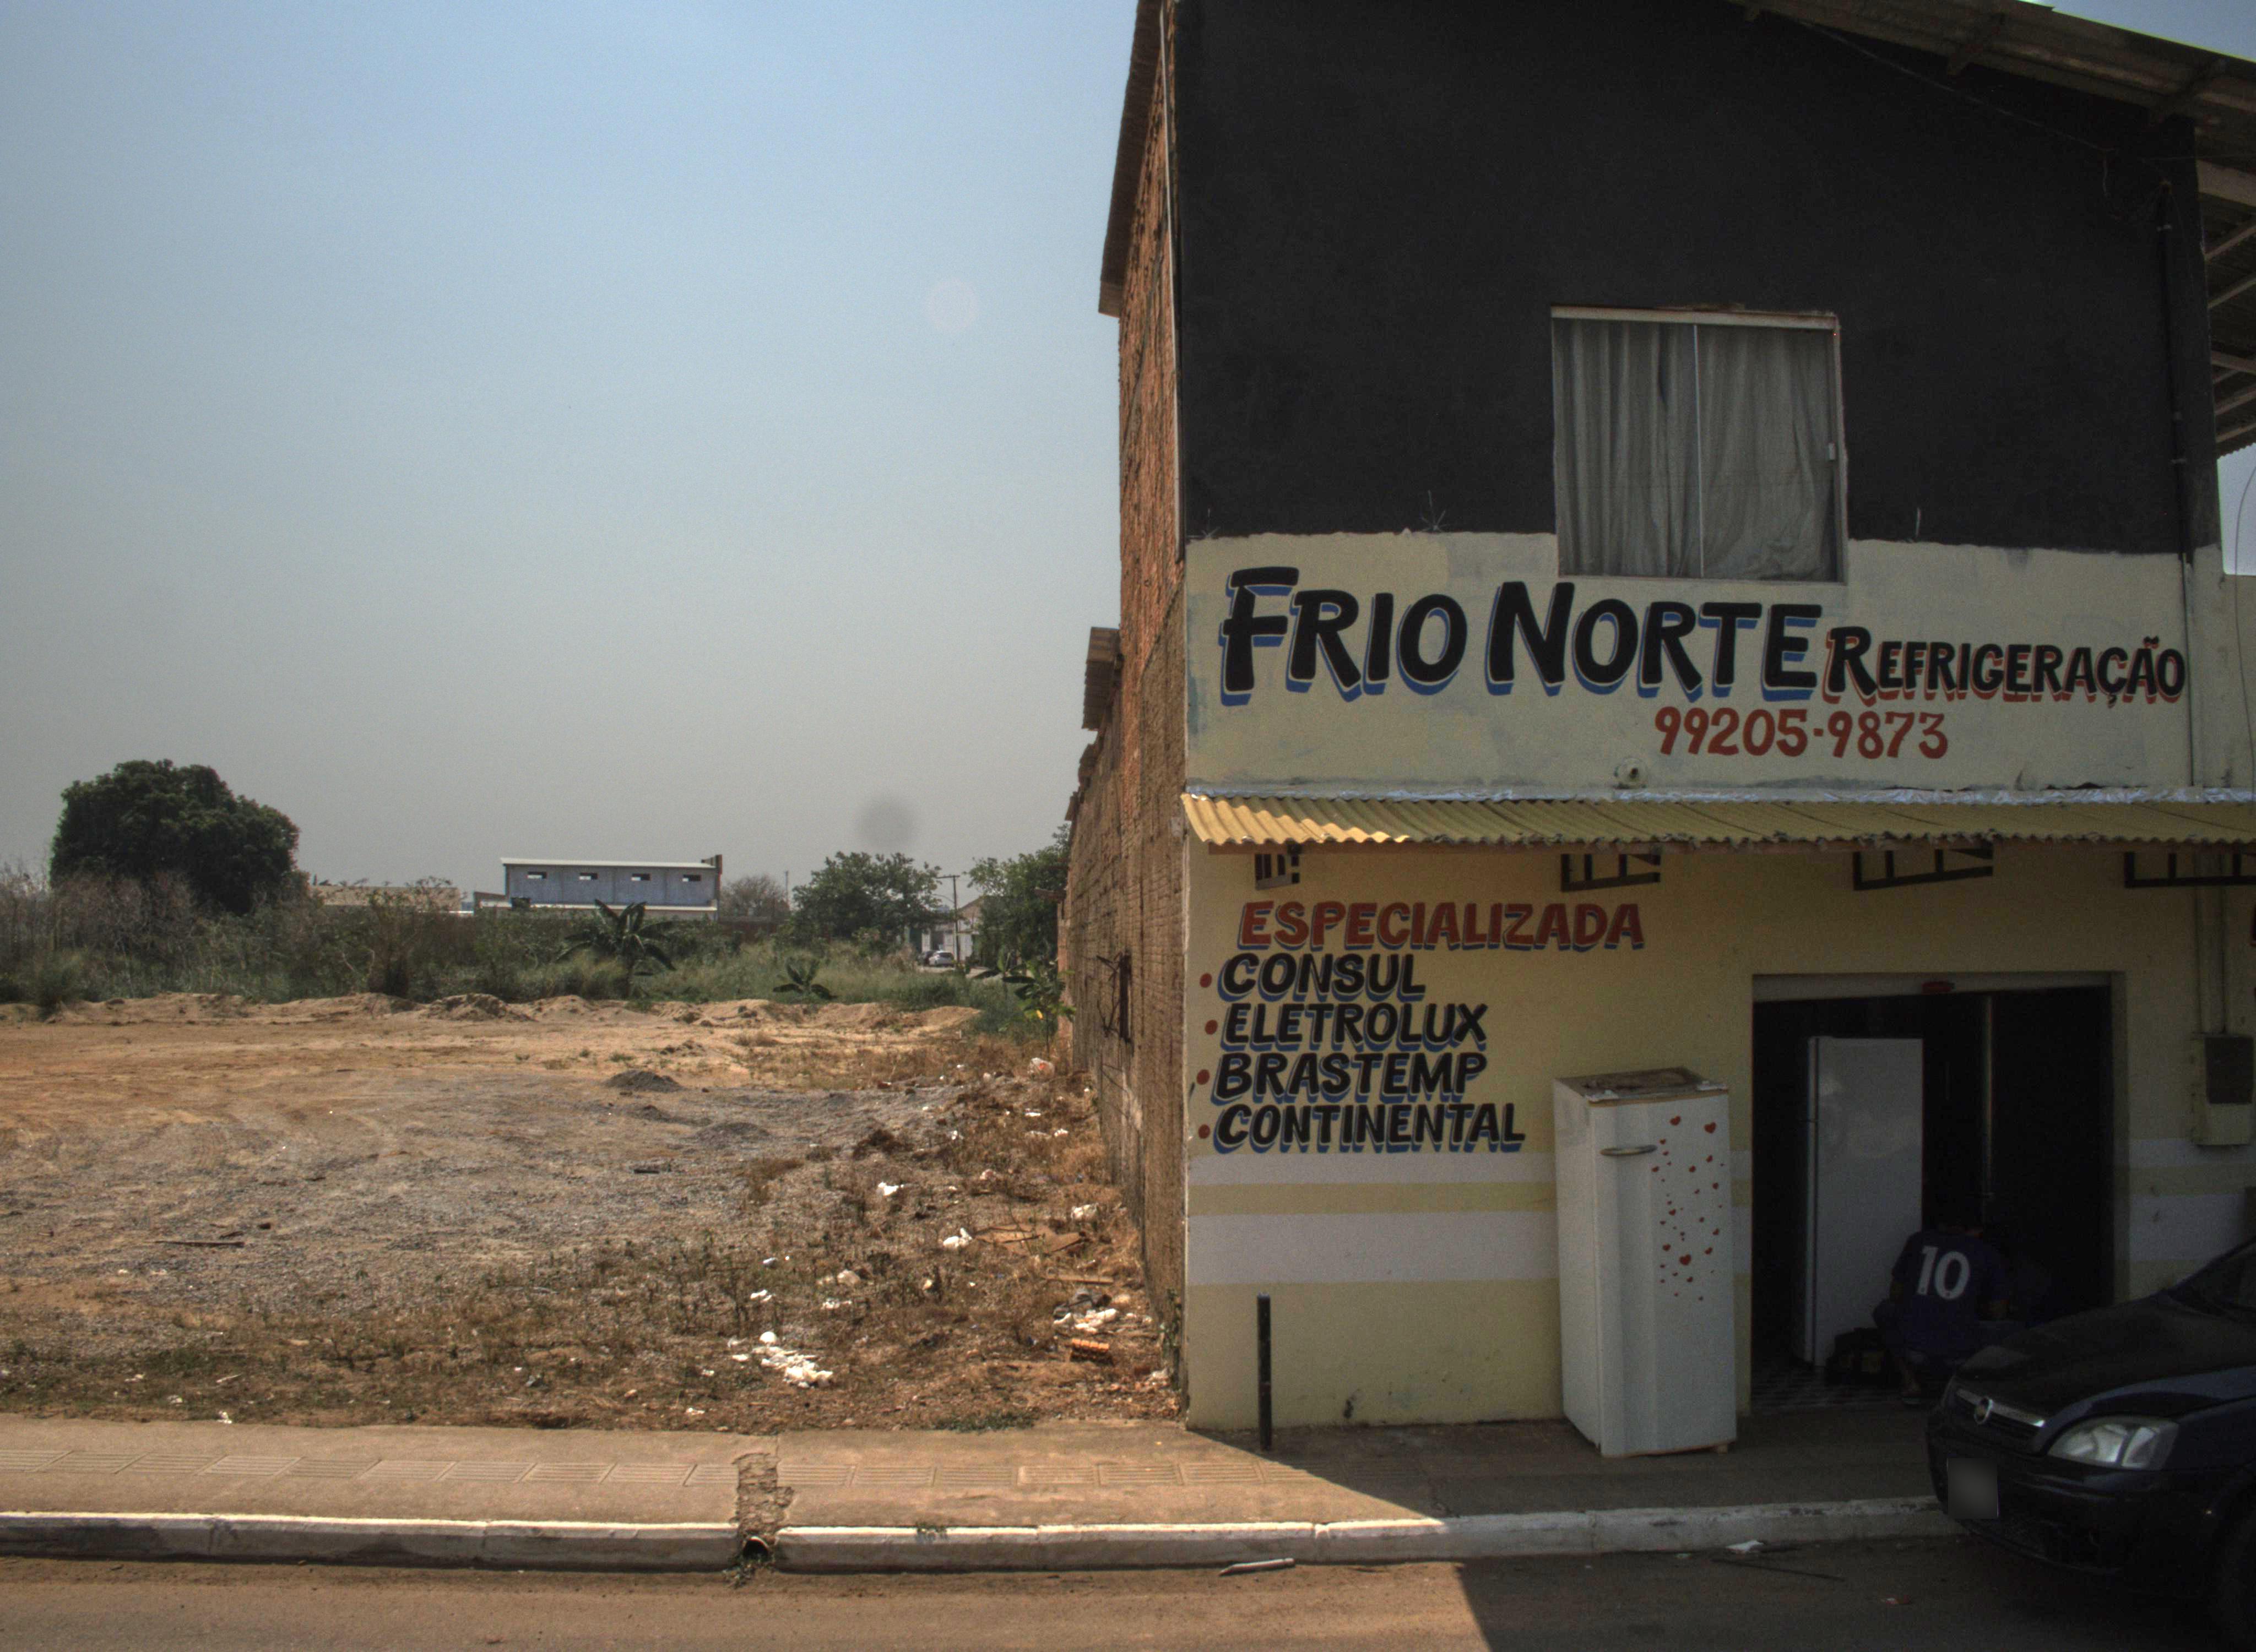 FRIO NORTE REFRIGERAÇÃO
99205-9873
ESPECIALIZADA
• CONSUL
• ELETROLUX
• BRASTEMP
• CONTINENTAL
10